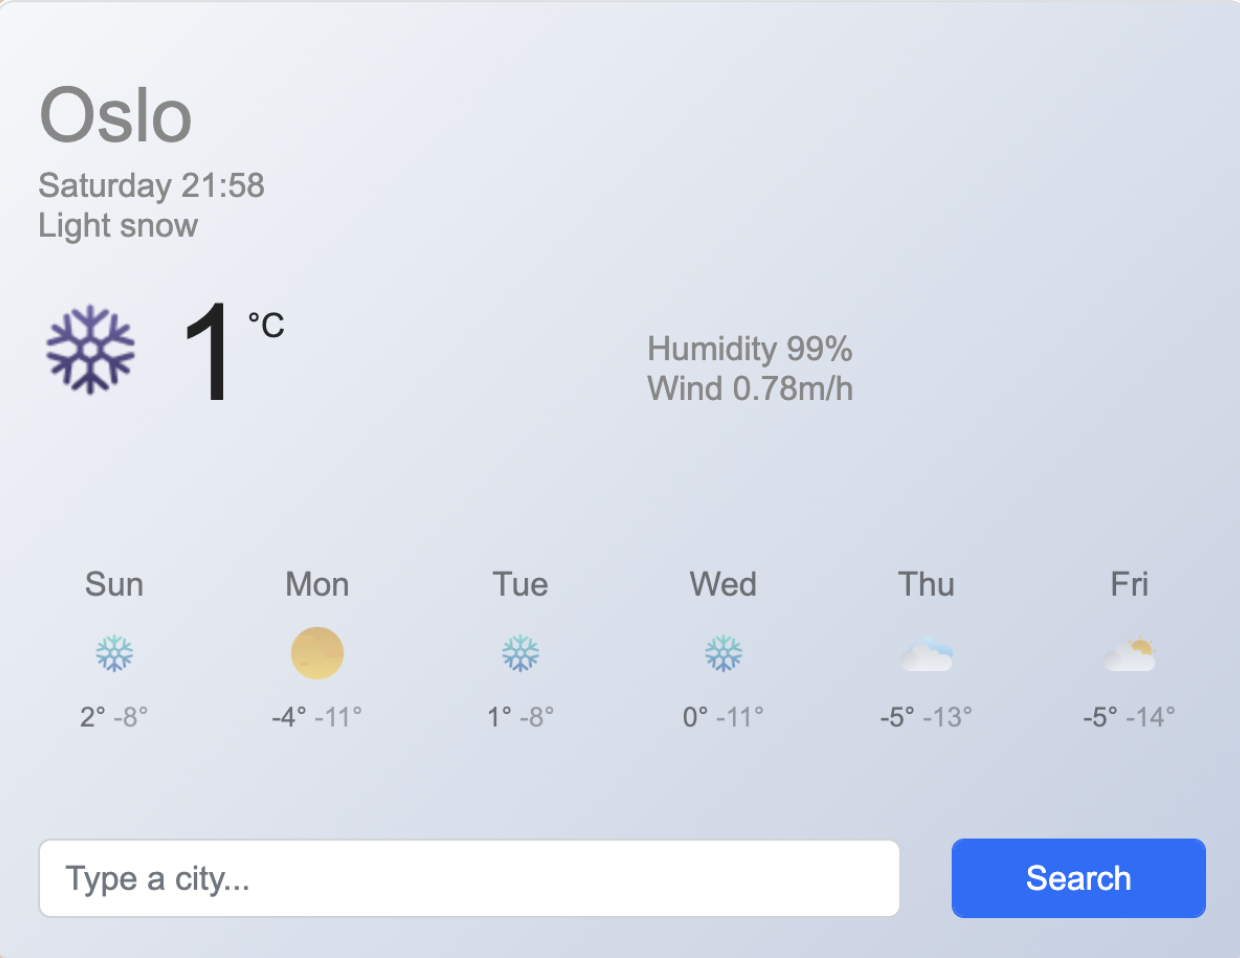 Oslo
Saturday 21:58
Light snow
1 °C
Humidity 99%
Wind 0.78m/h
Sun Mon Tue Wed Thu Fri
2° -8° -4° -11° 1° -8° 0° -11° -5° -13° -5° -14°
Type a city... Search